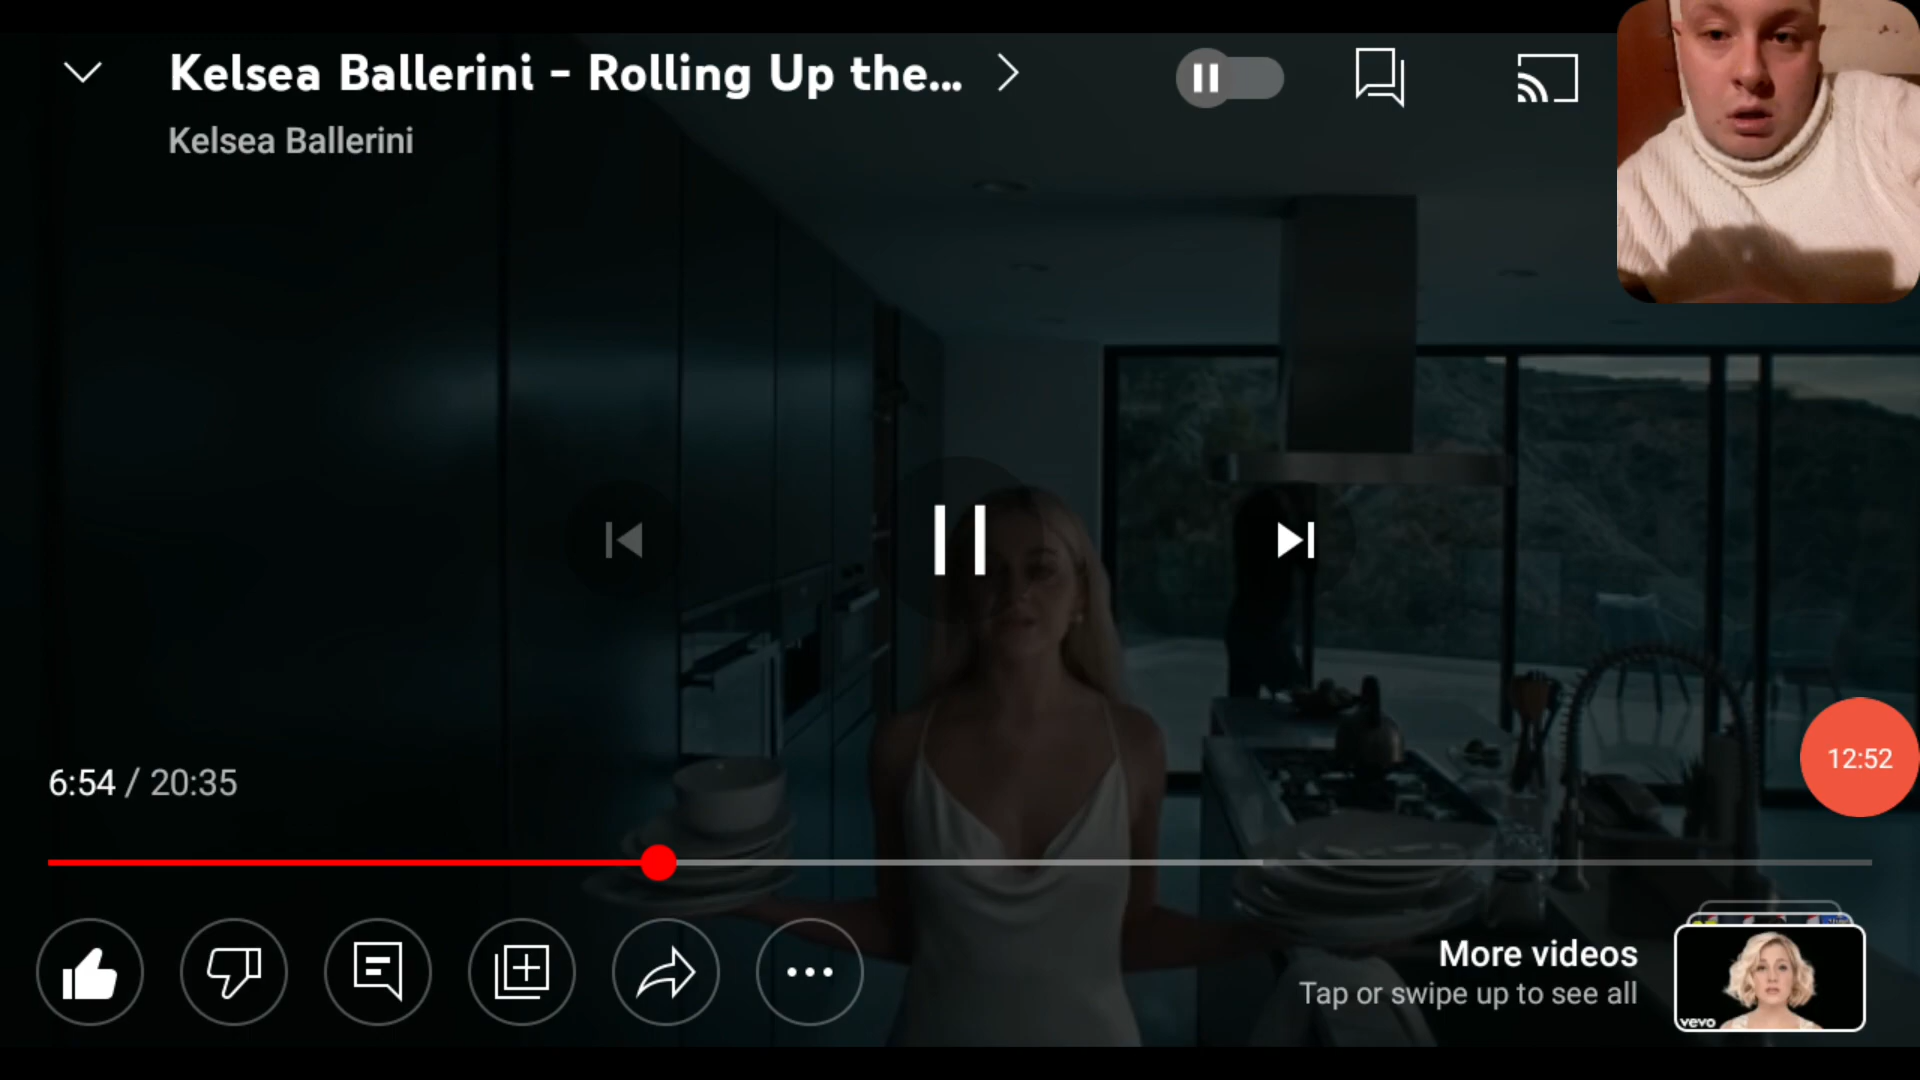 Kelsea Ballerini - Rolling Up the...
Kelsea Ballerini
6:54 / 20:35
12:52
More videos
Tap or swipe up to see all
vevo